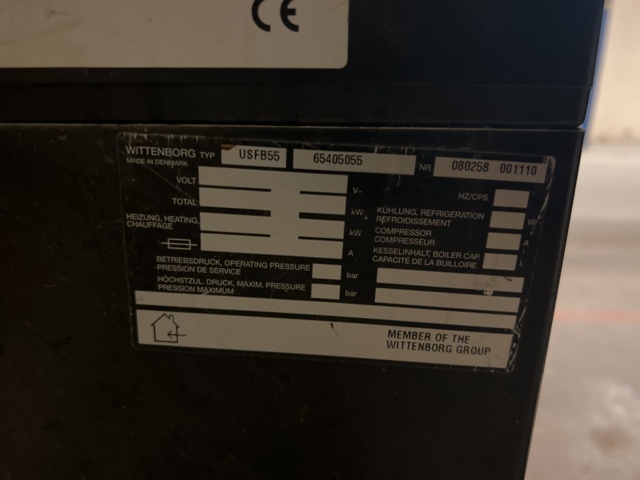 CE
WITTENBORG TYP USFB55 65405055 NR. 080258 001110
MADE IN DENMARK
VOLT V~ HZ/CPS.
TOTAL kW KÜHLUNG, REFRIGERATION
REFROIDISSEMENT W
HEIZUNG, HEATING,
CHAUFFAGE kW COMPRESSOR
COMPRESSEUR A
A KESSELINHALT, BOILER CAP.
CAPACITÉ DE LA BUILLOIRE L
BETRIEBSDRUCK, OPERATING PRESSURE
PRESSION DE SERVICE bar
HÖCHSTZUL. DRUCK, MAXIM. PRESSURE
PRESSION MAXIMUM bar
MEMBER OF THE
WITTENBORG GROUP